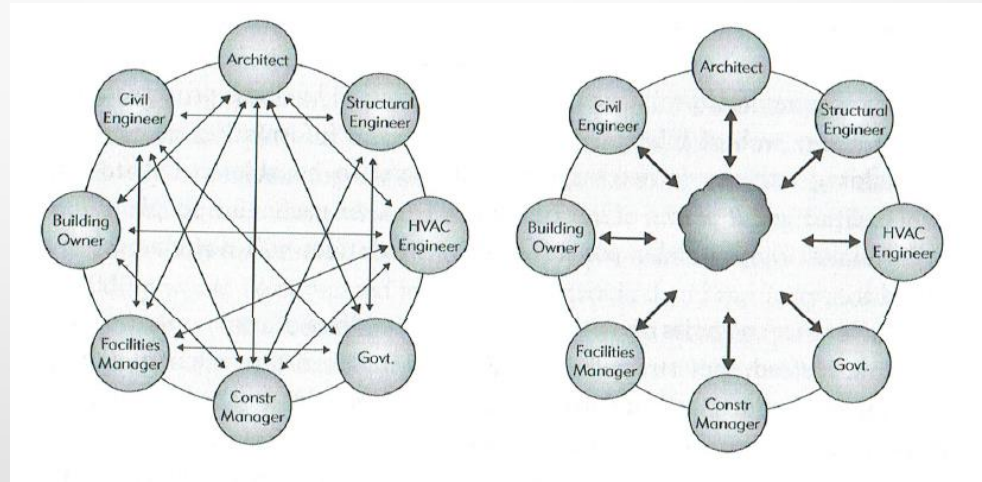 Architect
Civil
Engineer
Structural
Engineer
Building
Owner
HVAC
Engineer
Facilities
Manager
Govt.
Constr
Manager
Architect
Civil
Engineer
Structural
Engineer
Building
Owner
HVAC
Engineer
Facilities
Manager
Govt.
Constr
Manager